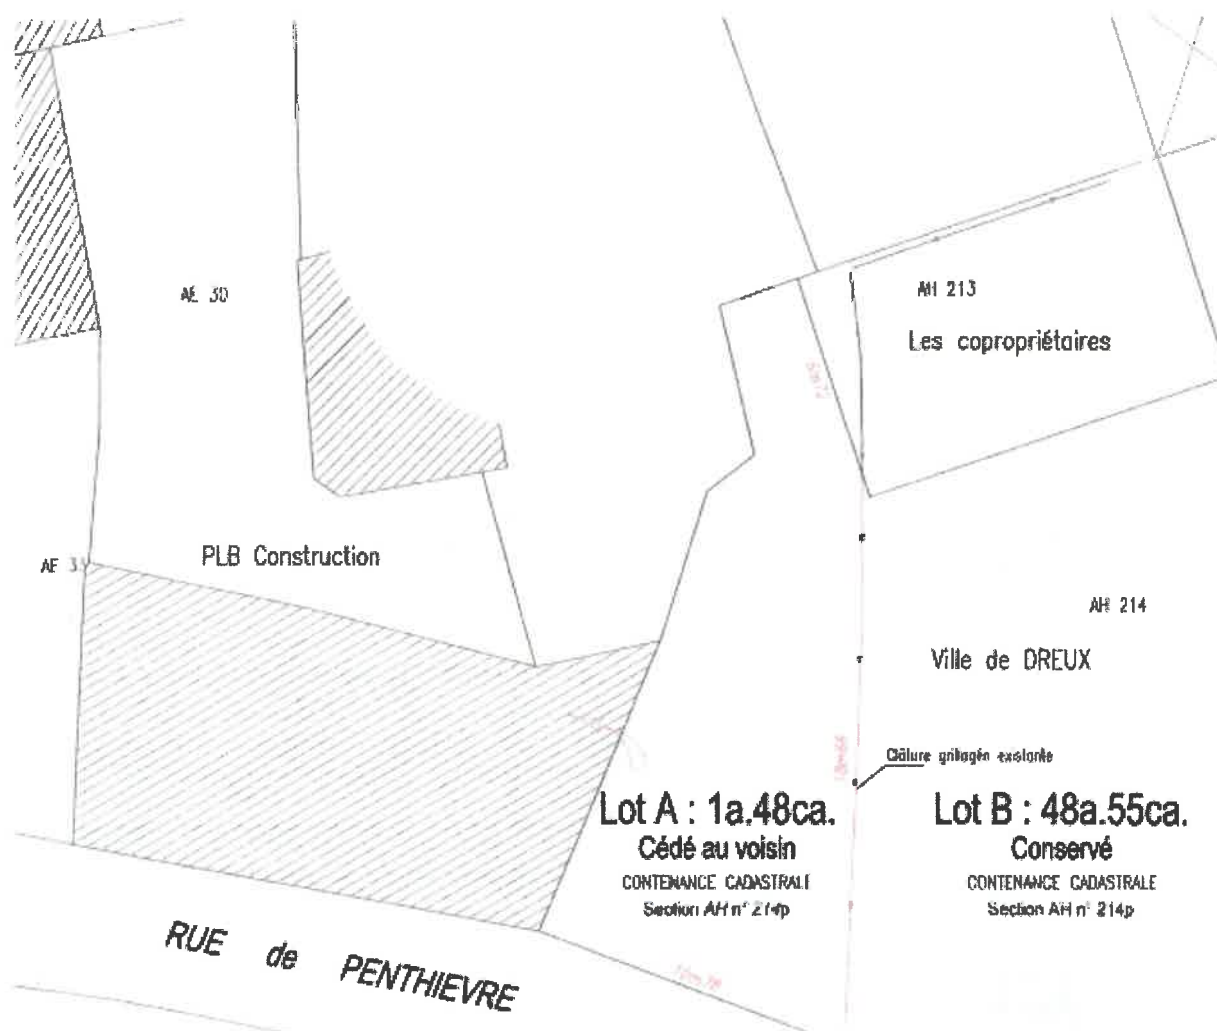 AE 30
AH 213
Les copropriétaires
PLB Construction
AH 214
Ville de DREUX
Clôture grillagée existante
Lot A : 1a.48ca.
Cédé au voisin
CONTENANCE CADASTRALE
Section AH n° 214p
Lot B : 48a.55ca.
Conservé
CONTENANCE CADASTRALE
Section AH n° 214p
RUE de PENTHIEVRE